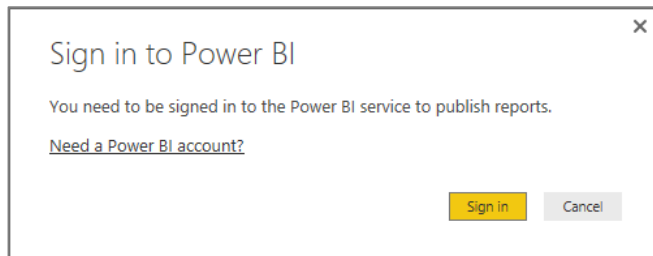 Sign in to Power BI
You need to be signed in to the Power BI service to publish reports.
Need a Power BI account?
Sign in
Cancel